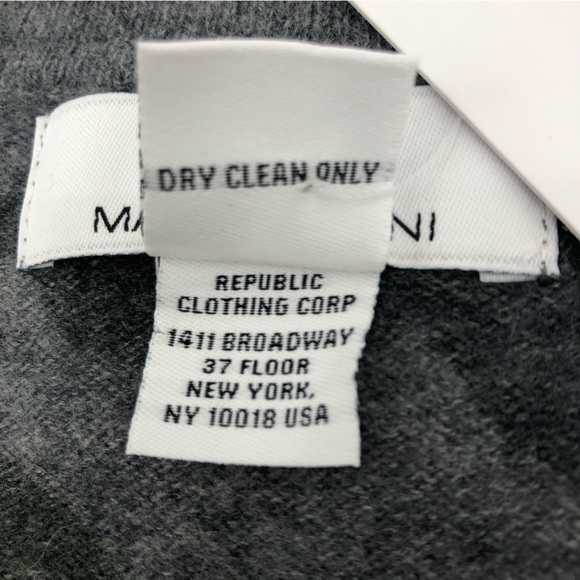 DRY CLEAN ONLY
REPUBLIC
CLOTHING CORP
1411 BROADWAY
37 FLOOR
NEW YORK,
NY 10018 USA